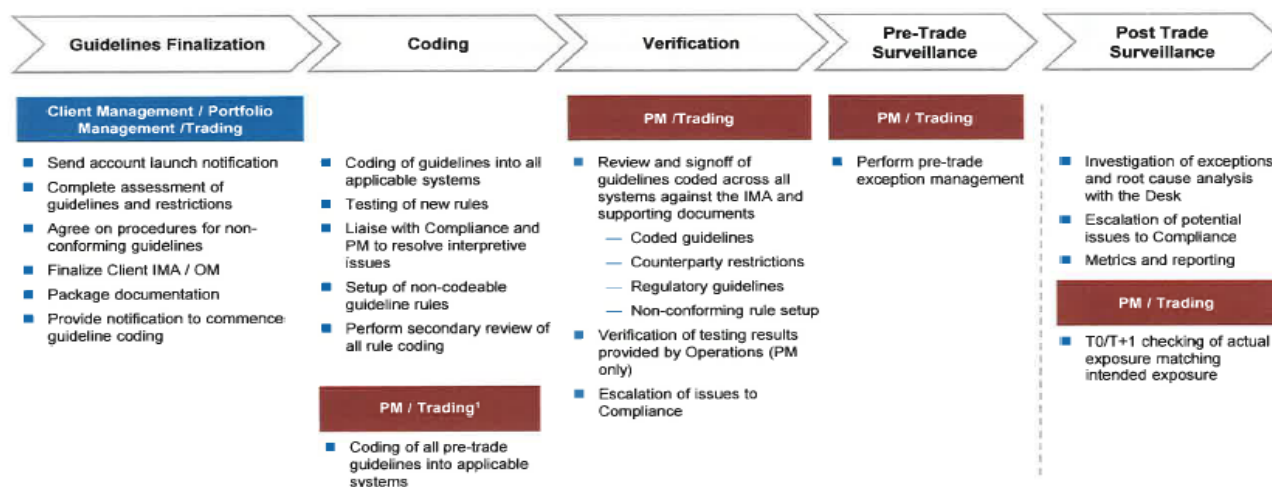 Guidelines Finalization
Coding
Verification
Pre-Trade
Surveillance
Post Trade
Surveillance
Client Management / Portfolio
Management /Trading
Send account launch notification
Complete assessment of
guidelines and restrictions
Agree on procedures for non-
conforming guidelines
Finalize Client IMA / OM
Package documentation
Provide notification to commence
guideline coding
Coding of guidelines into all
applicable systems
Testing of new rules
Liaise with Compliance and
PM to resolve interpretive
issues
Setup of non-codeable
guideline rules
Perform secondary review of
all rule coding
PM / Trading¹
Coding of all pre-trade
guidelines into applicable
systems
PM /Trading
Review and signoff of
guidelines coded across all
systems against the IMA and
supporting documents
— Coded guidelines
— Counterparty restrictions
— Regulatory guidelines
— Non-conforming rule setup
Verification of testing results
provided by Operations (PM
only)
Escalation of issues to
Compliance
PM / Trading
Perform pre-trade
exception management
Investigation of exceptions
and root cause analysis
with the Desk
Escalation of potential
issues to Compliance
Metrics and reporting
PM / Trading
T0/T+1 checking of actual
exposure matching
intended exposure